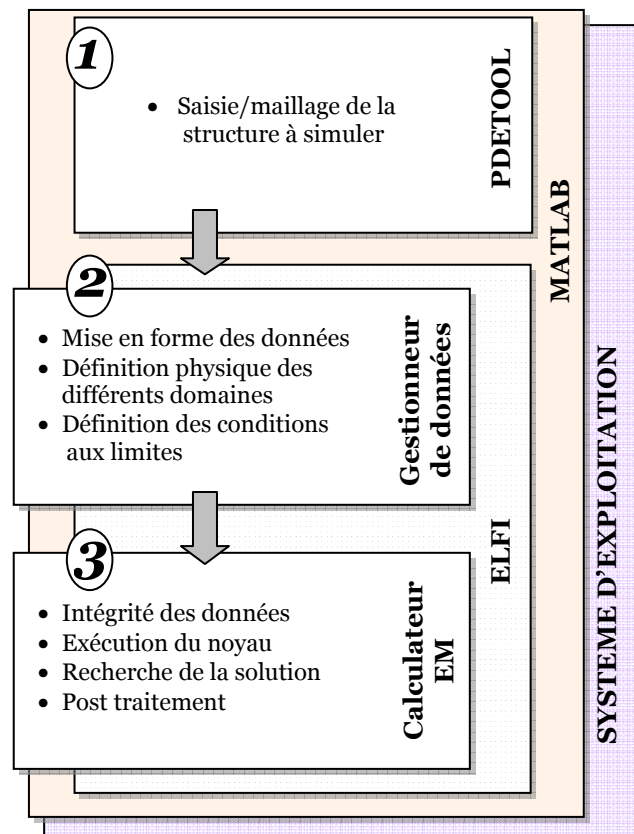 1
• Saisie/maillage de la
structure à simuler
PDETOOL
MATLAB
SYSTEME D'EXPLOITATION
2
• Mise en forme des données
• Définition physique des
différents domaines
• Définition des conditions
aux limites
Gestionneur
de données
ELFI
3
• Intégrité des données
• Exécution du noyau
• Recherche de la solution
• Post traitement
Calculateur
EM